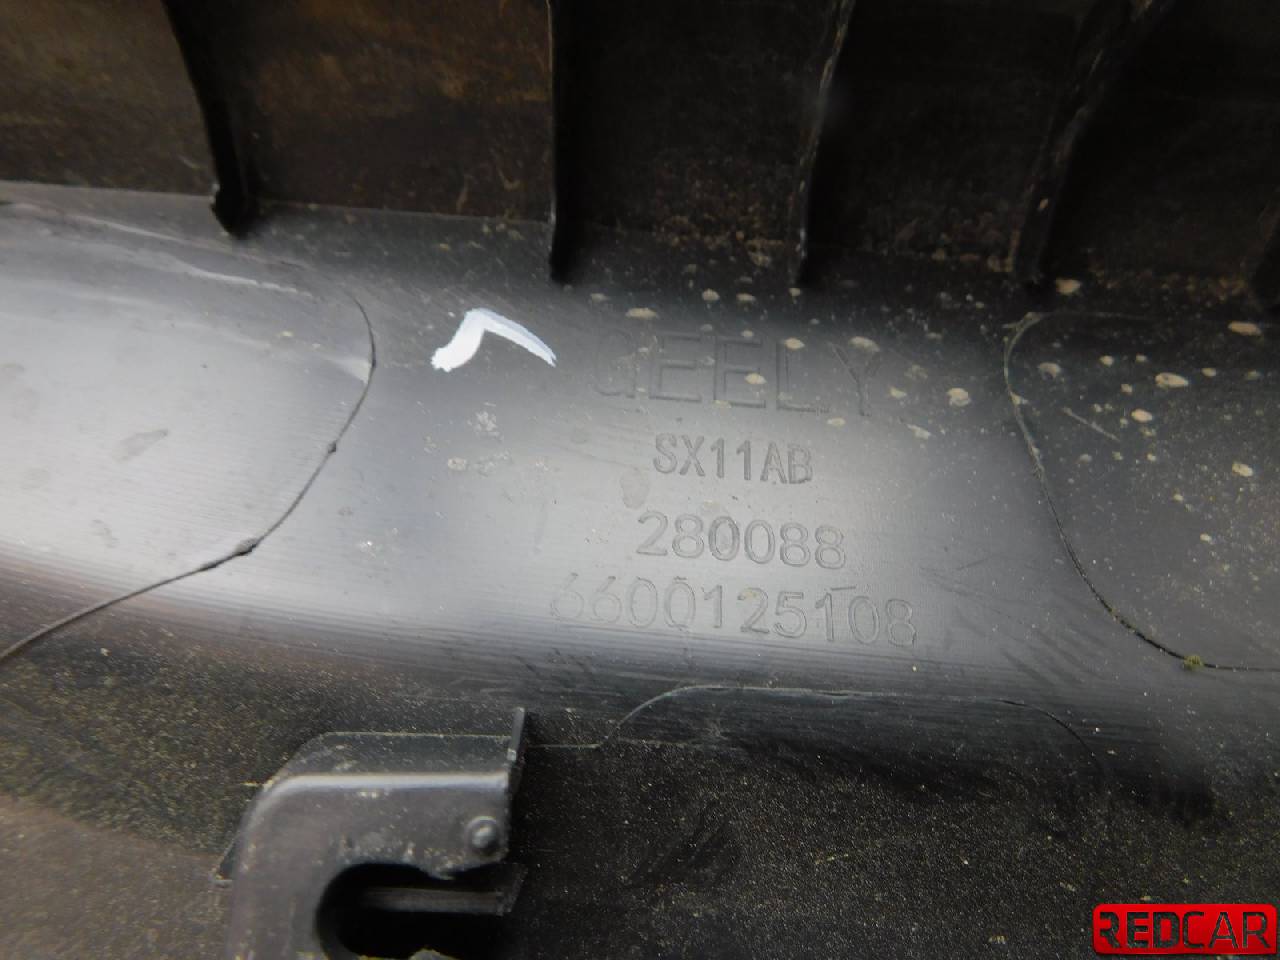 GEELY
SX11AB
280088
6600125108
REDCAR